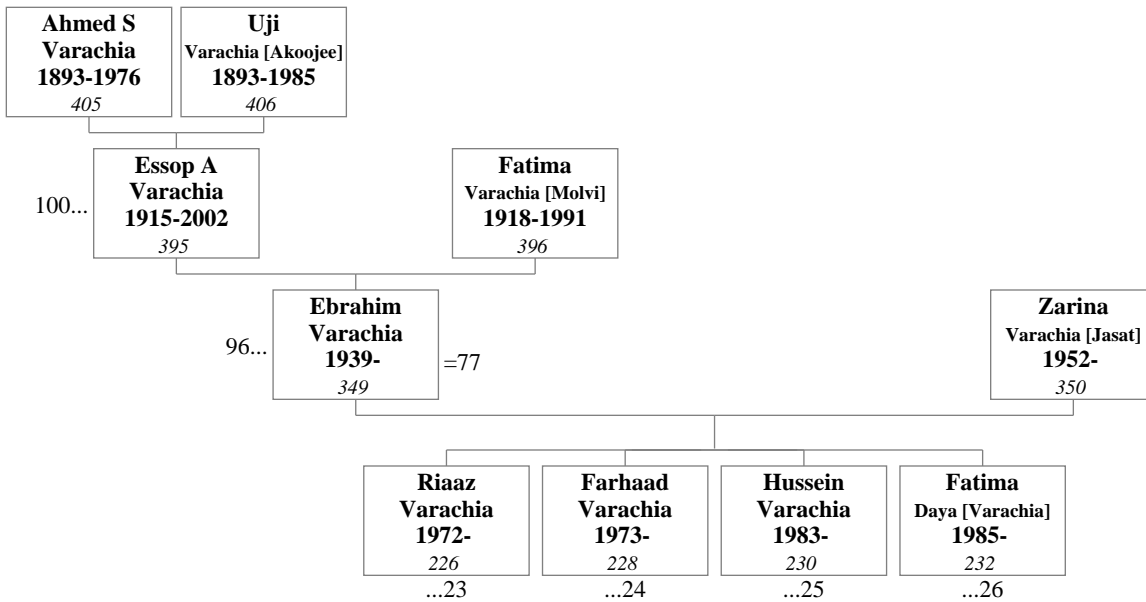 Ahmed S
Varachia
1893-1976
405
Uji
Varachia [Akoojee]
1893-1985
406
100...
Essop A
Varachia
1915-2002
395
Fatima
Varachia [Molvi]
1918-1991
396
96...
Ebrahim
Varachia
1939-
349
=77
Zarina
Varachia [Jasat]
1952-
350
Riaaz
Varachia
1972-
226
...23
Farhaad
Varachia
1973-
228
...24
Hussein
Varachia
1983-
230
...25
Fatima
Daya [Varachia]
1985-
232
...26